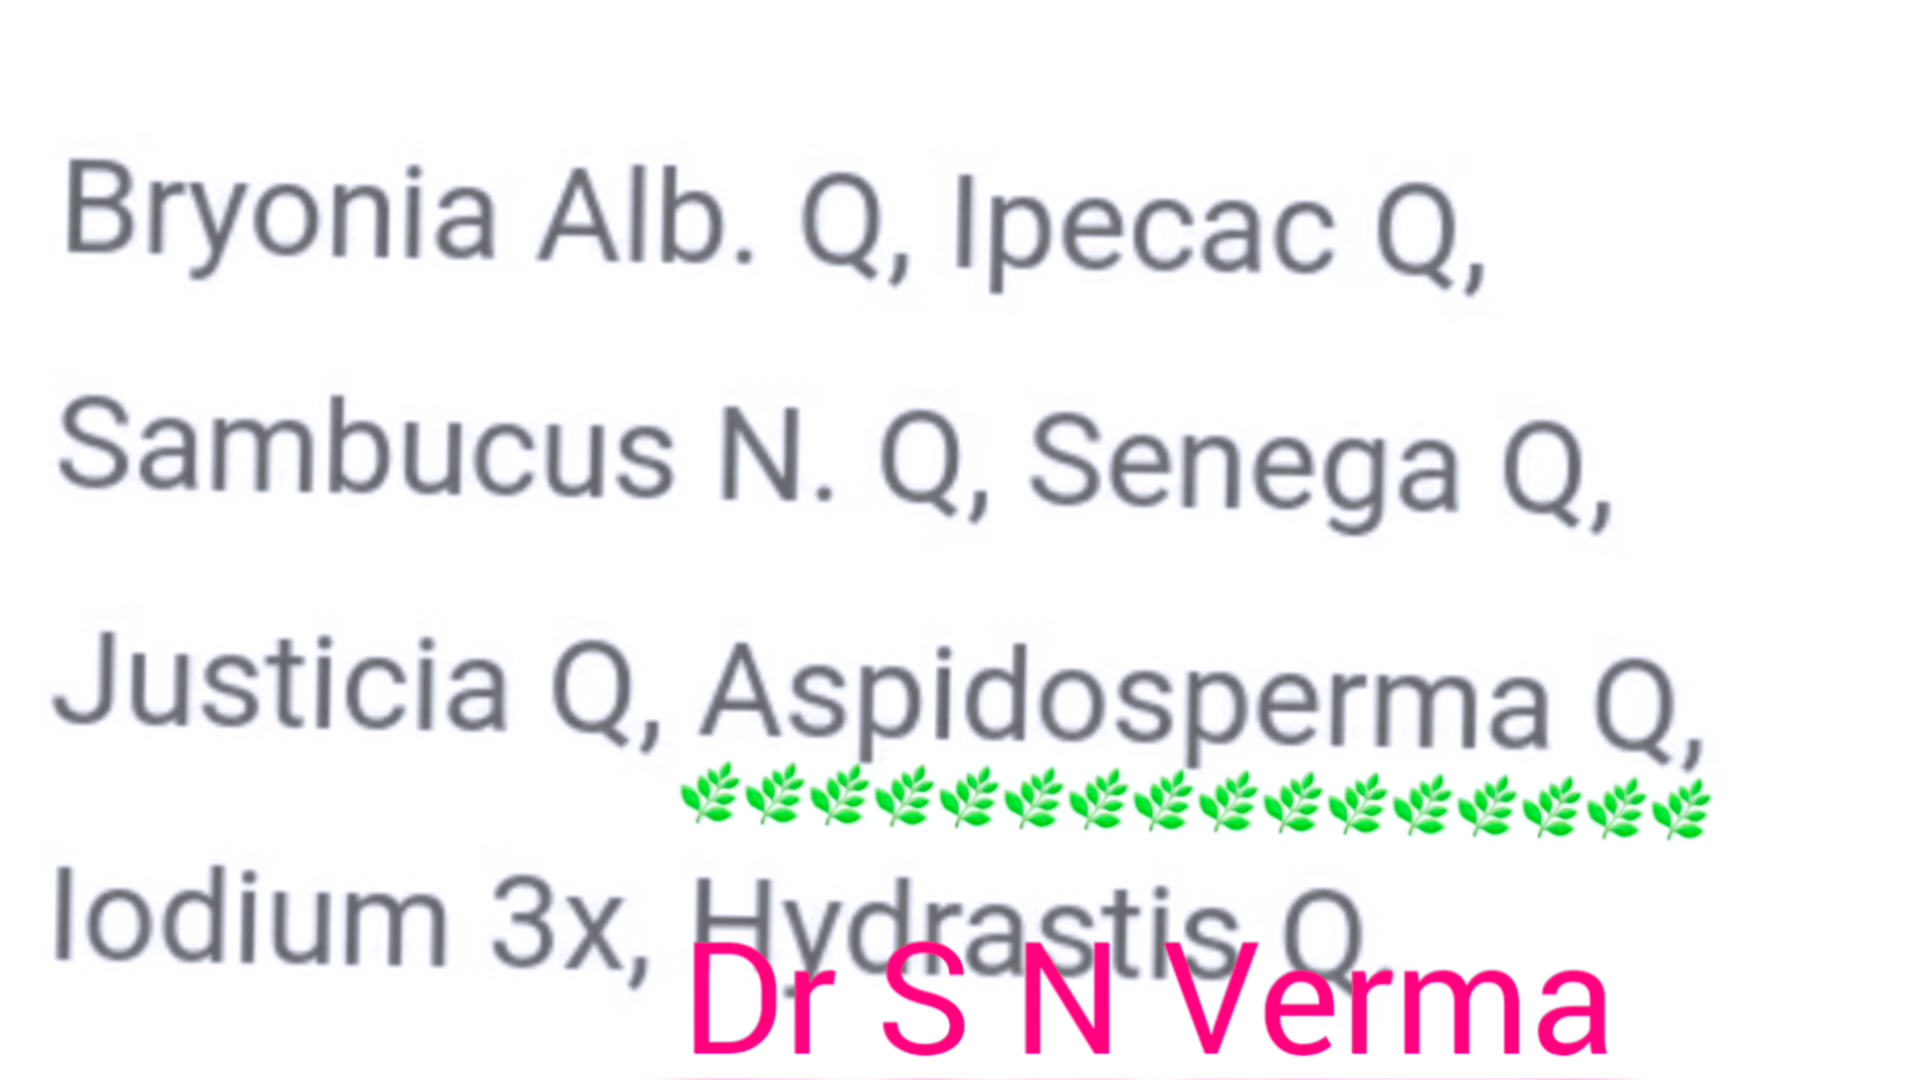 Bryonia Alb. Q, Ipecac Q,
Sambucus N. Q, Senega Q,
Justicia Q, Aspidosperma Q,
🌿🌿🌿🌿🌿🌿🌿🌿🌿🌿🌿🌿🌿🌿🌿🌿
Iodium 3x, Hydrastis Q
Dr S N Verma